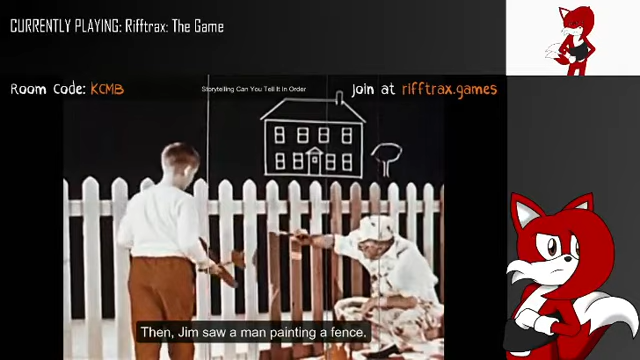 CURRENTLY PLAYING: Rifftrax: The Game
Room Code: KCMB
Storytelling Can You Tell It In Order
Join at rifftrax.games
Then, Jim saw a man painting a fence.